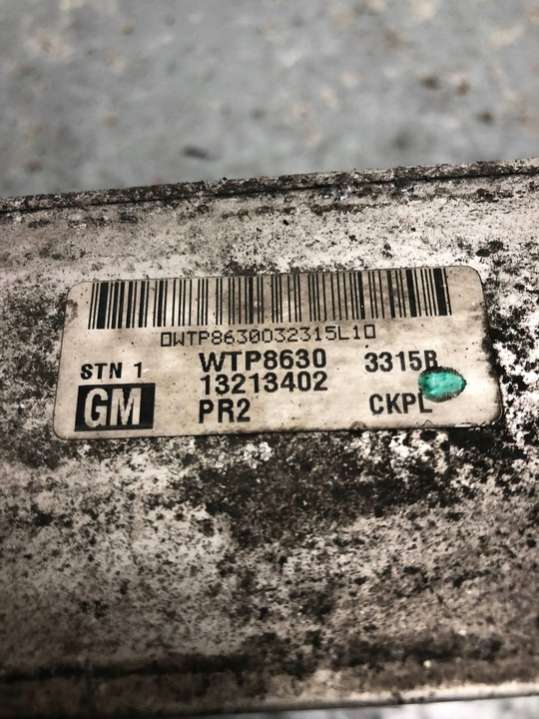 0WTP8630032315L10
STN 1 WTP8630 3315B
GM 13213402
PR2 CKPL